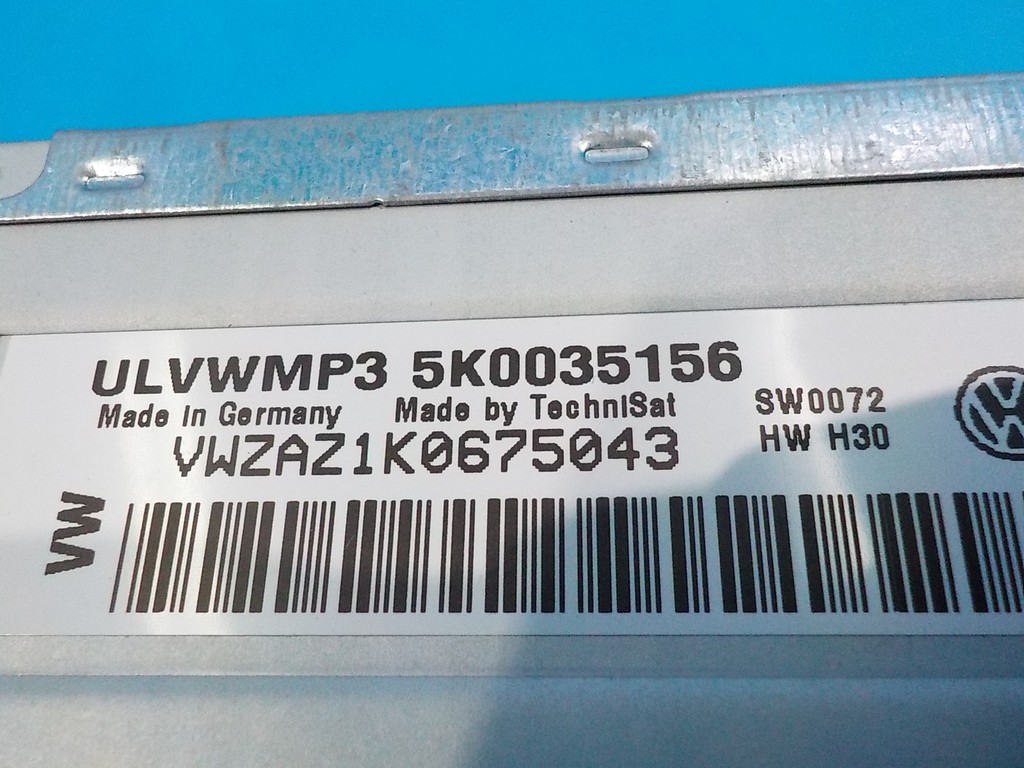 ULVWMP3 5K0035156
Made in Germany Made by TechniSat
SW0072
VWZAZ1K0675043
HW H30
VW